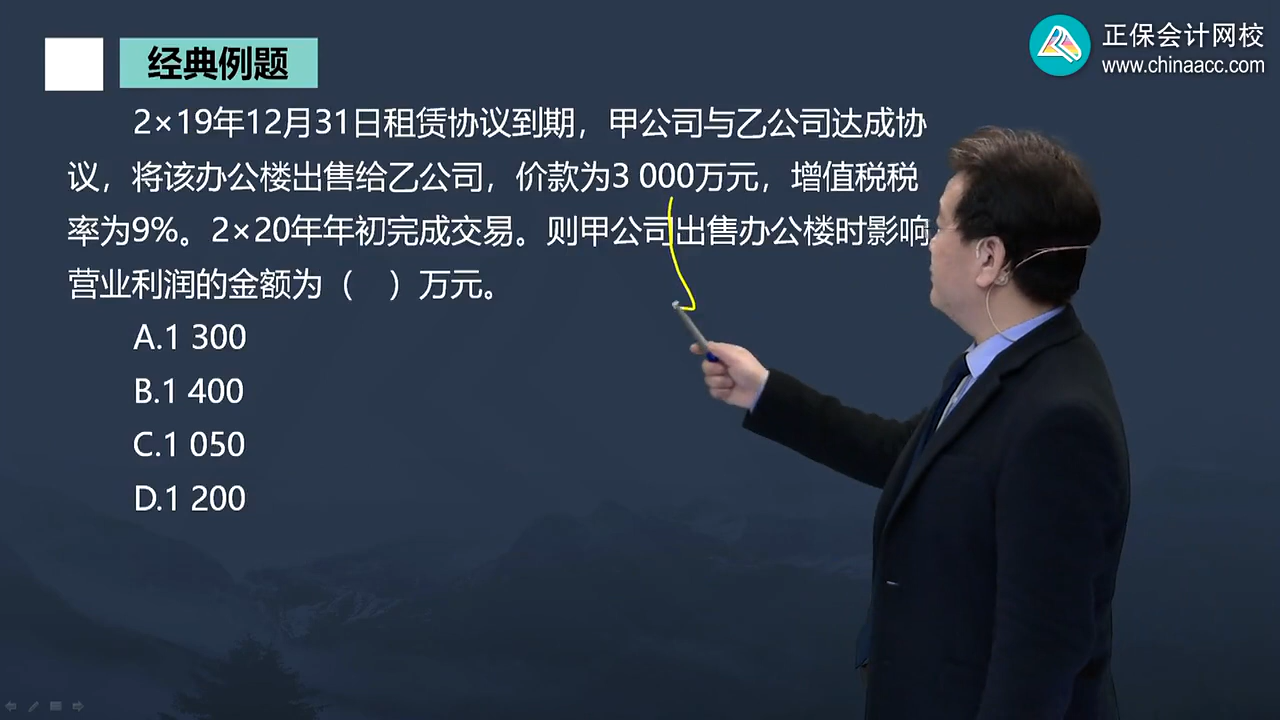 经典例题
正保会计网校
www.chinaacc.com
2×19年12月31日租赁协议到期，甲公司与乙公司达成协
议，将该办公楼出售给乙公司，价款为3 000万元，增值税税
率为9%。2×20年年初完成交易。则甲公司出售办公楼时影响
营业利润的金额为（　）万元。
A.1 300
B.1 400
C.1 050
D.1 200